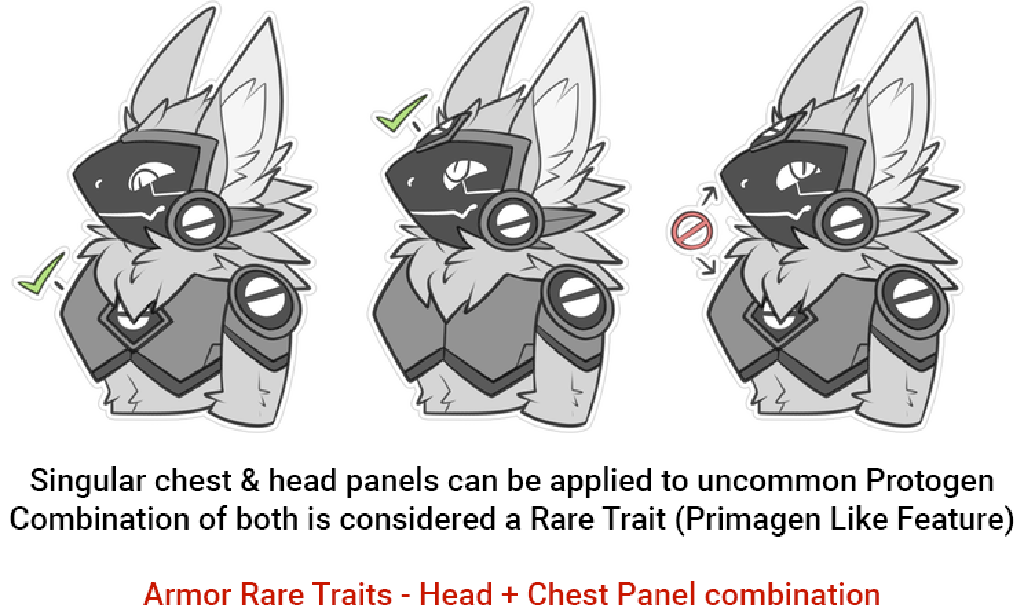 Singular chest & head panels can be applied to uncommon Protogen
Combination of both is considered a Rare Trait (Primagen Like Feature)
Armor Rare Traits - Head + Chest Panel combination